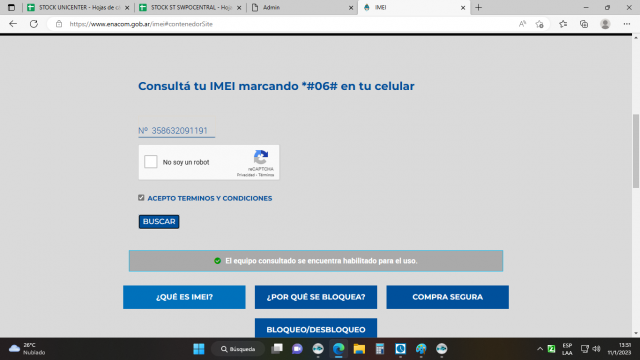 STOCK UNICENTER - Hojas de cá
STOCK ST SWPOCENTRAL - Hoja
Admin
IMEI
https://www.enacom.gob.ar/imei#contenedorSite
Consultá tu IMEI marcando *#06# en tu celular
Nº 358632091191
No soy un robot
reCAPTCHA
Privacidad - Términos
ACEPTO TERMINOS Y CONDICIONES
BUSCAR
El equipo consultado se encuentra habilitado para el uso.
¿QUÉ ES IMEI?
¿POR QUÉ SE BLOQUEA?
COMPRA SEGURA
BLOQUEO/DESBLOQUEO
26°C
Nublado
Búsqueda
ESP
LAA
13:51
11/1/2023